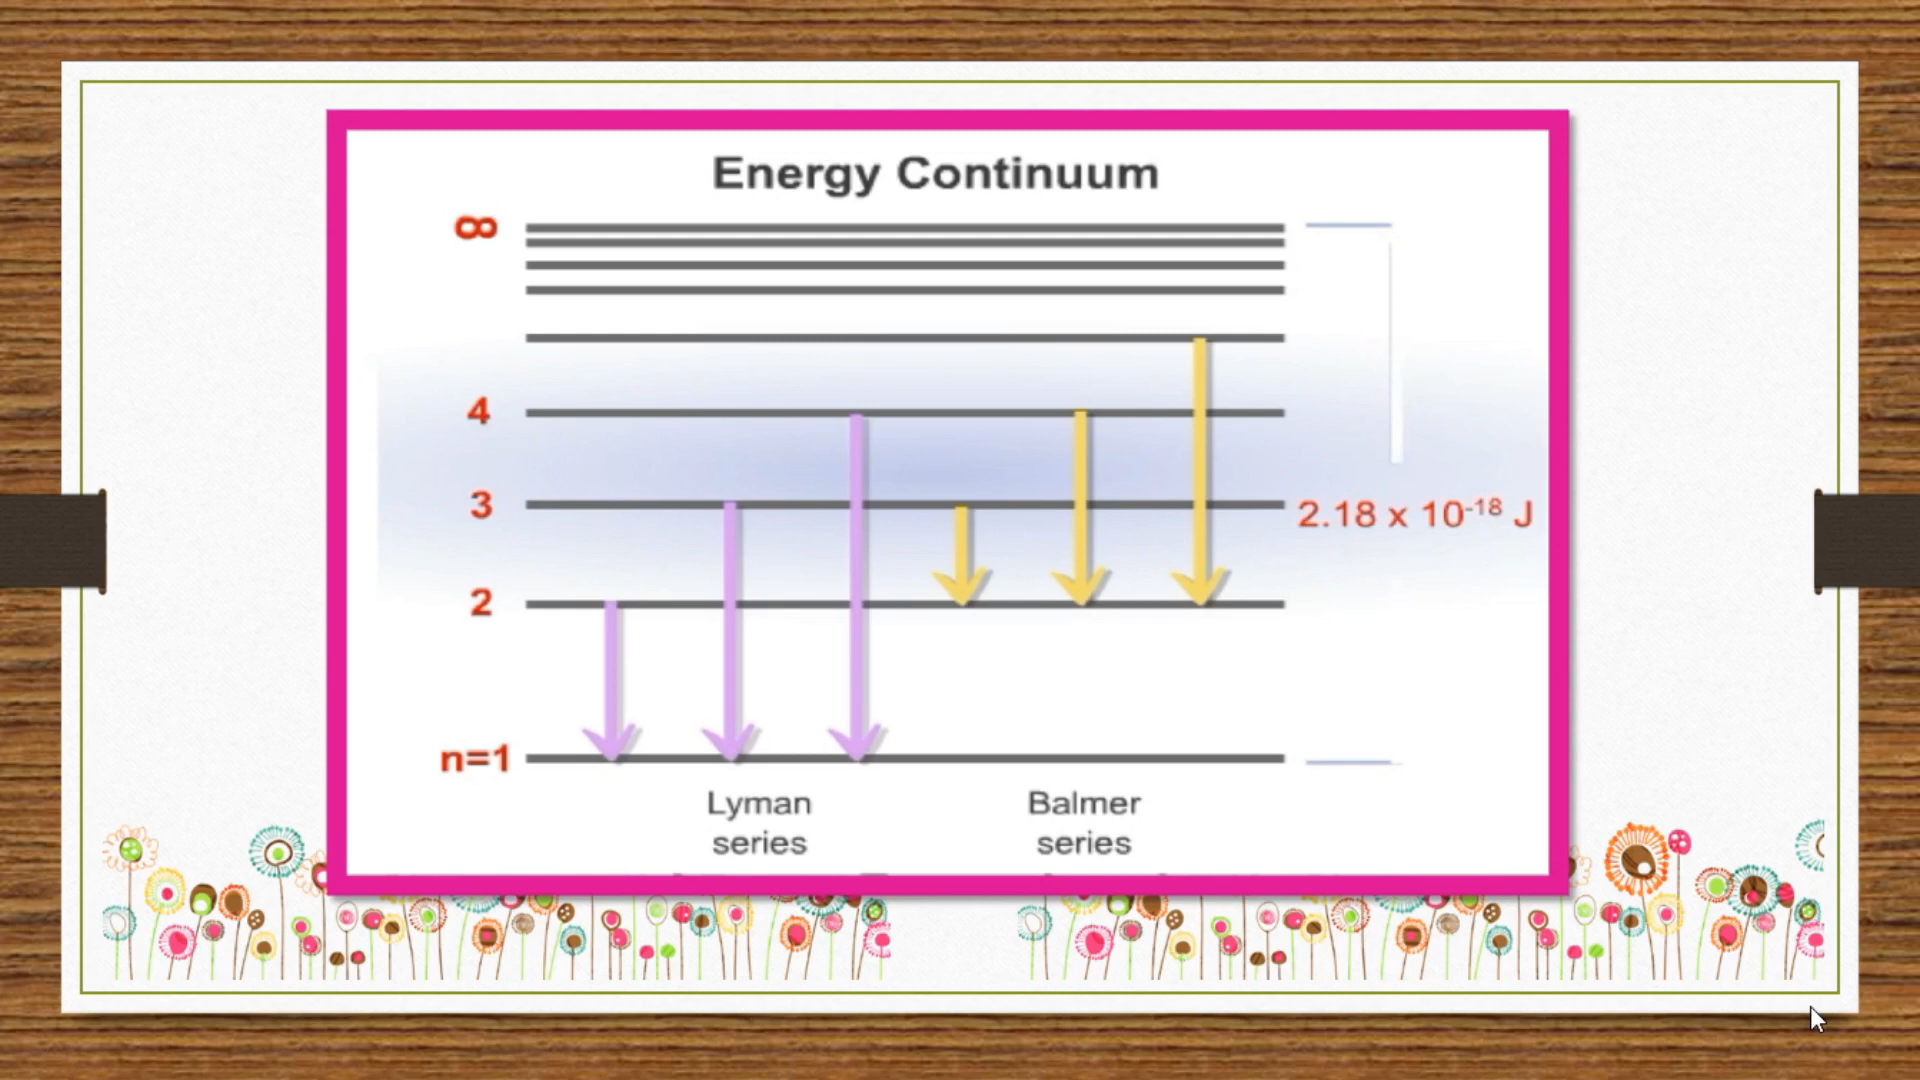 Energy Continuum
∞
4
3
2.18 x 10⁻¹⁸ J
2
n=1
Lyman
series
Balmer
series